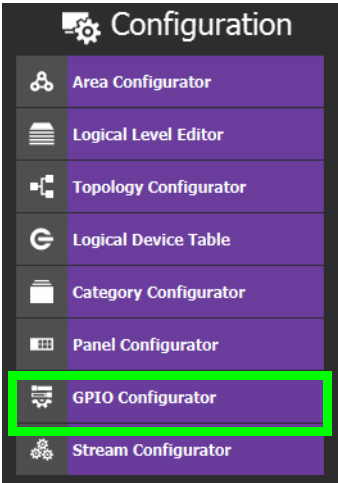 Configuration
Area Configurator
Logical Level Editor
Topology Configurator
Logical Device Table
Category Configurator
Panel Configurator
GPIO Configurator
Stream Configurator